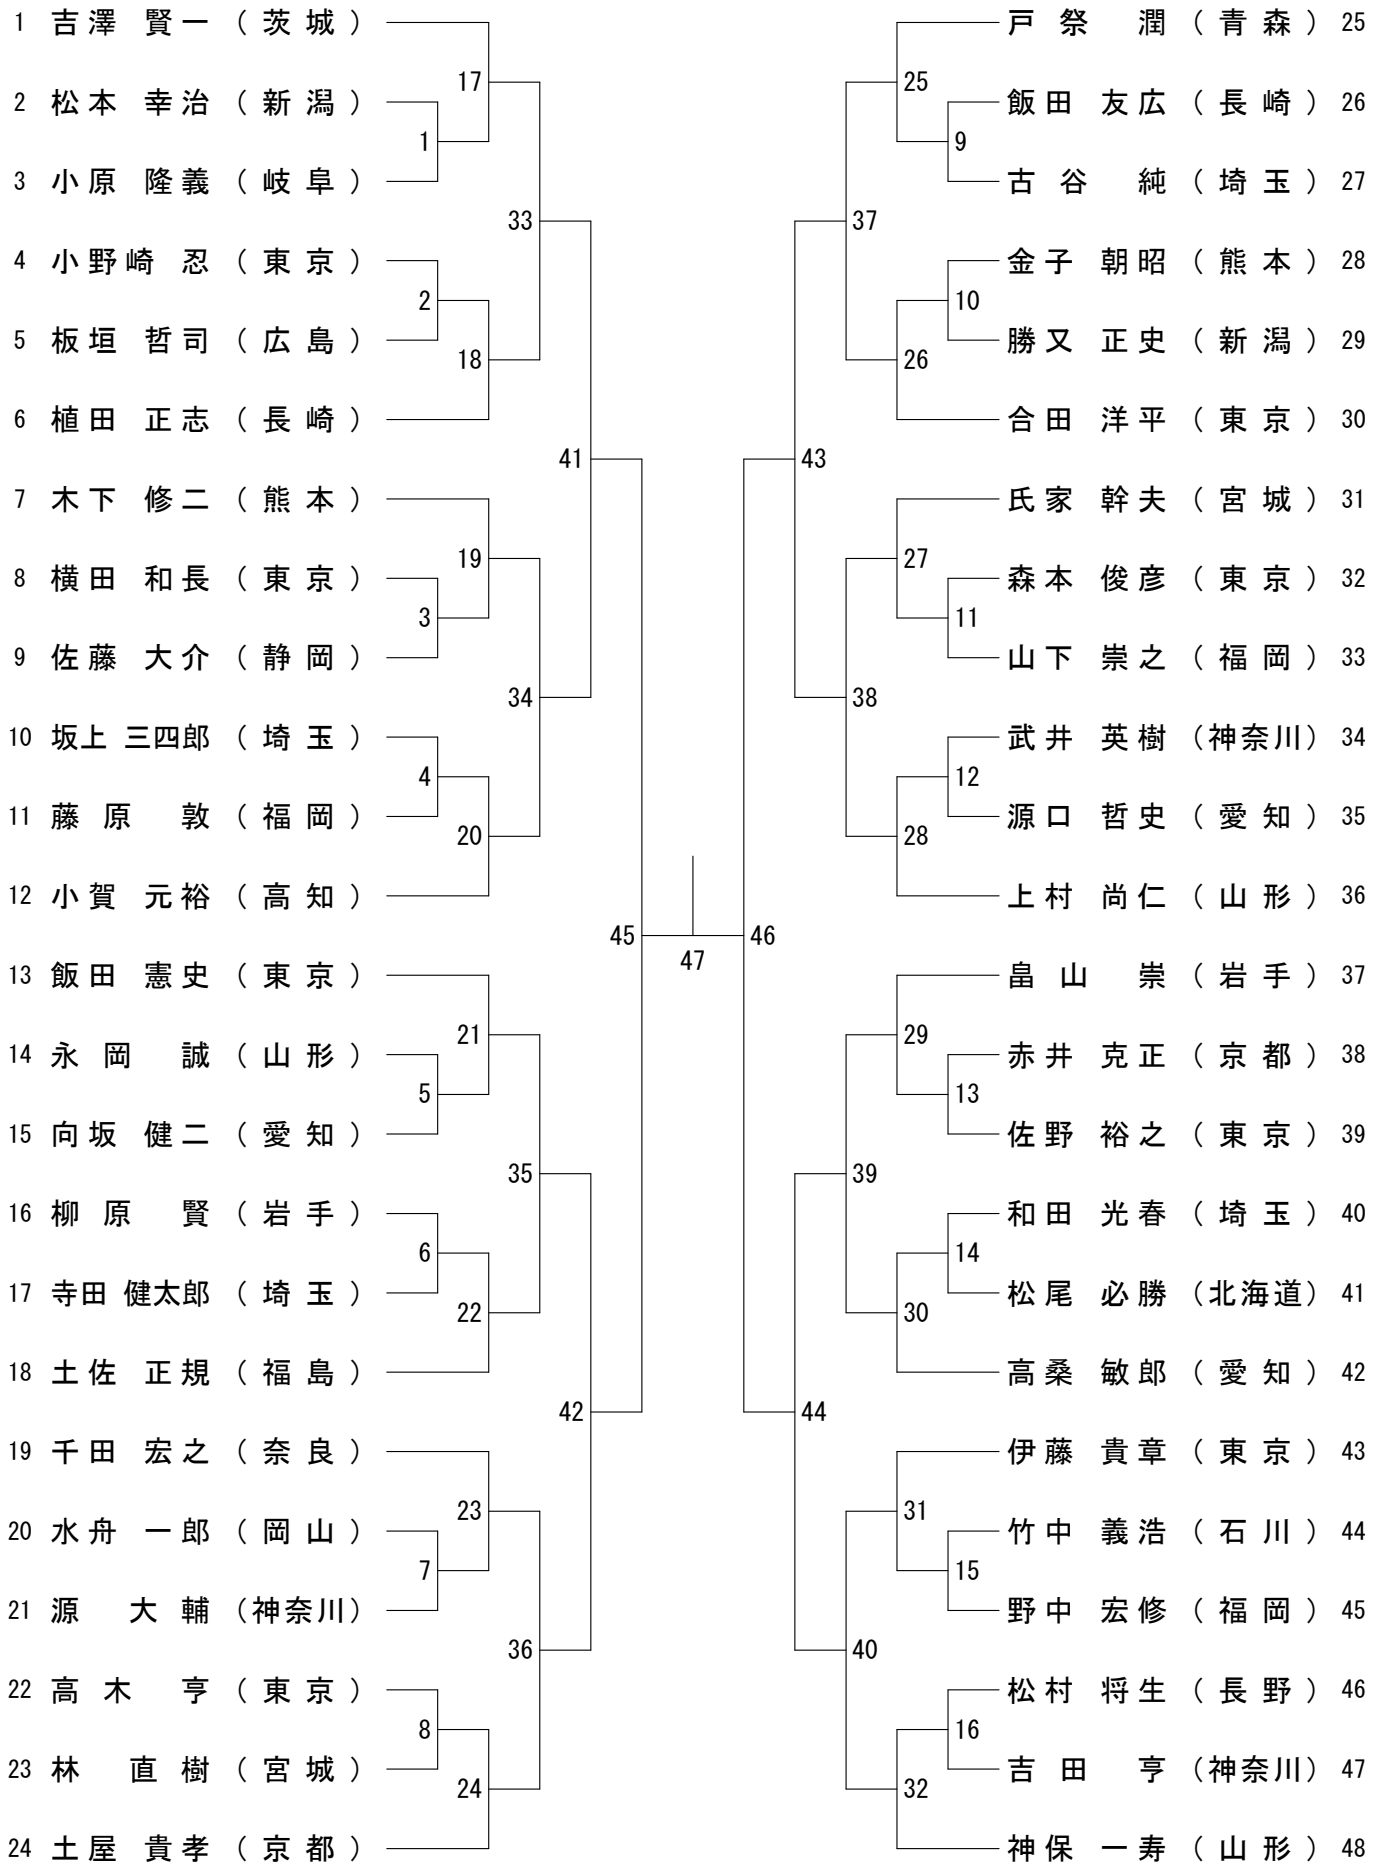 1 吉澤 賢一 (茨城)
17
2 松本 幸治 (新潟)
1
3 小原 隆義 (岐阜)
33
4 小野崎 忍 (東京)
2
5 板垣 哲司 (広島)
18
6 植田 正志 (長崎)
41
7 木下 修二 (熊本)
19
8 横田 和長 (東京)
3
9 佐藤 大介 (静岡)
34
10 坂上 三四郎 (埼玉)
4
11 藤原 敦 (福岡)
20
12 小賀 元裕 (高知)
45
47
13 飯田 憲史 (東京)
21
14 永岡 誠 (山形)
5
15 向坂 健二 (愛知)
35
16 柳原 賢 (岩手)
6
17 寺田 健太郎 (埼玉)
22
18 土佐 正規 (福島)
42
19 千田 宏之 (奈良)
23
20 水舟 一郎 (岡山)
7
21 源 大輔 (神奈川)
36
22 高木 亨 (東京)
8
23 林 直樹 (宮城)
24
24 土屋 貴孝 (京都)
戸祭 潤 (青森) 25
25
飯田 友広 (長崎) 26
9
古谷 純 (埼玉) 27
37
金子 朝昭 (熊本) 28
10
勝又 正史 (新潟) 29
26
合田 洋平 (東京) 30
43
氏家 幹夫 (宮城) 31
27
森本 俊彦 (東京) 32
11
山下 崇之 (福岡) 33
38
武井 英樹 (神奈川) 34
12
源口 哲史 (愛知) 35
28
上村 尚仁 (山形) 36
46
畠山 崇 (岩手) 37
29
赤井 克正 (京都) 38
13
佐野 裕之 (東京) 39
39
和田 光春 (埼玉) 40
14
松尾 必勝 (北海道) 41
30
高桑 敏郎 (愛知) 42
44
伊藤 貴章 (東京) 43
31
竹中 義浩 (石川) 44
15
野中 宏修 (福岡) 45
40
松村 将生 (長野) 46
16
吉田 亨 (神奈川) 47
32
神保 一寿 (山形) 48